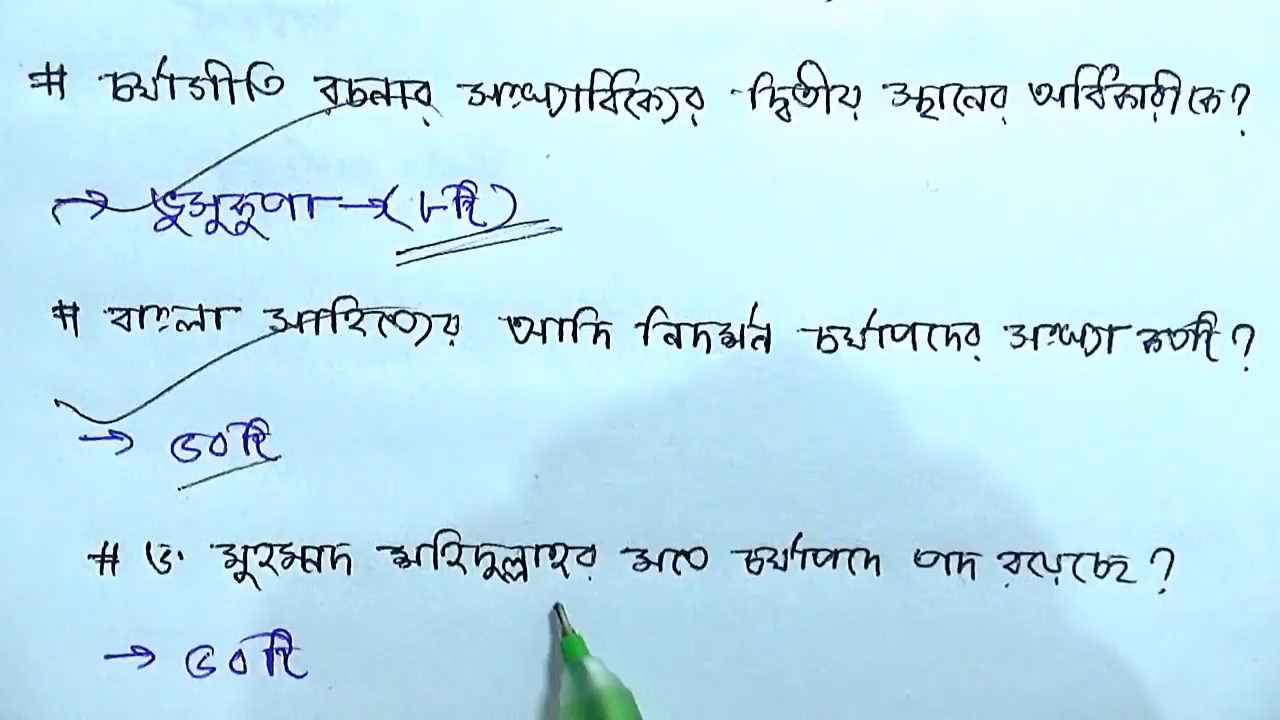 # চর্যাগীতি রচনার সংখ্যাধিক্যের দ্বিতীয় স্থানের অধিকারী কে?
→ ভুসুকুপা → (৮টি)
# বাংলা সাহিত্যের আদি নিদর্শন চর্যাপদের সংখ্যা কতটি?
→ ৫০টি
# ড. মুহম্মদ শহিদুল্লাহর মতে চর্যাপদে পদ রয়েছে?
→ ৫০টি